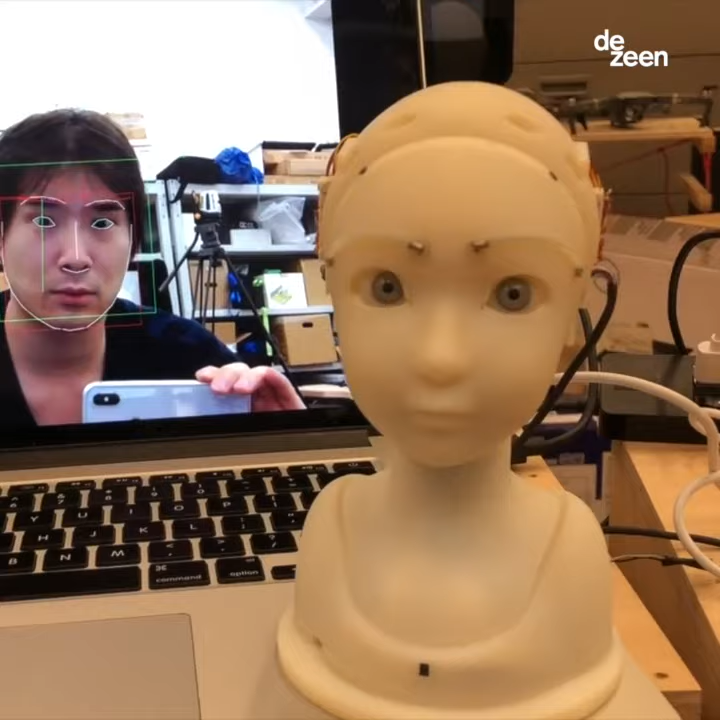 de
zeen
Y U I O P
H J K L
B N M
⌘
command
option